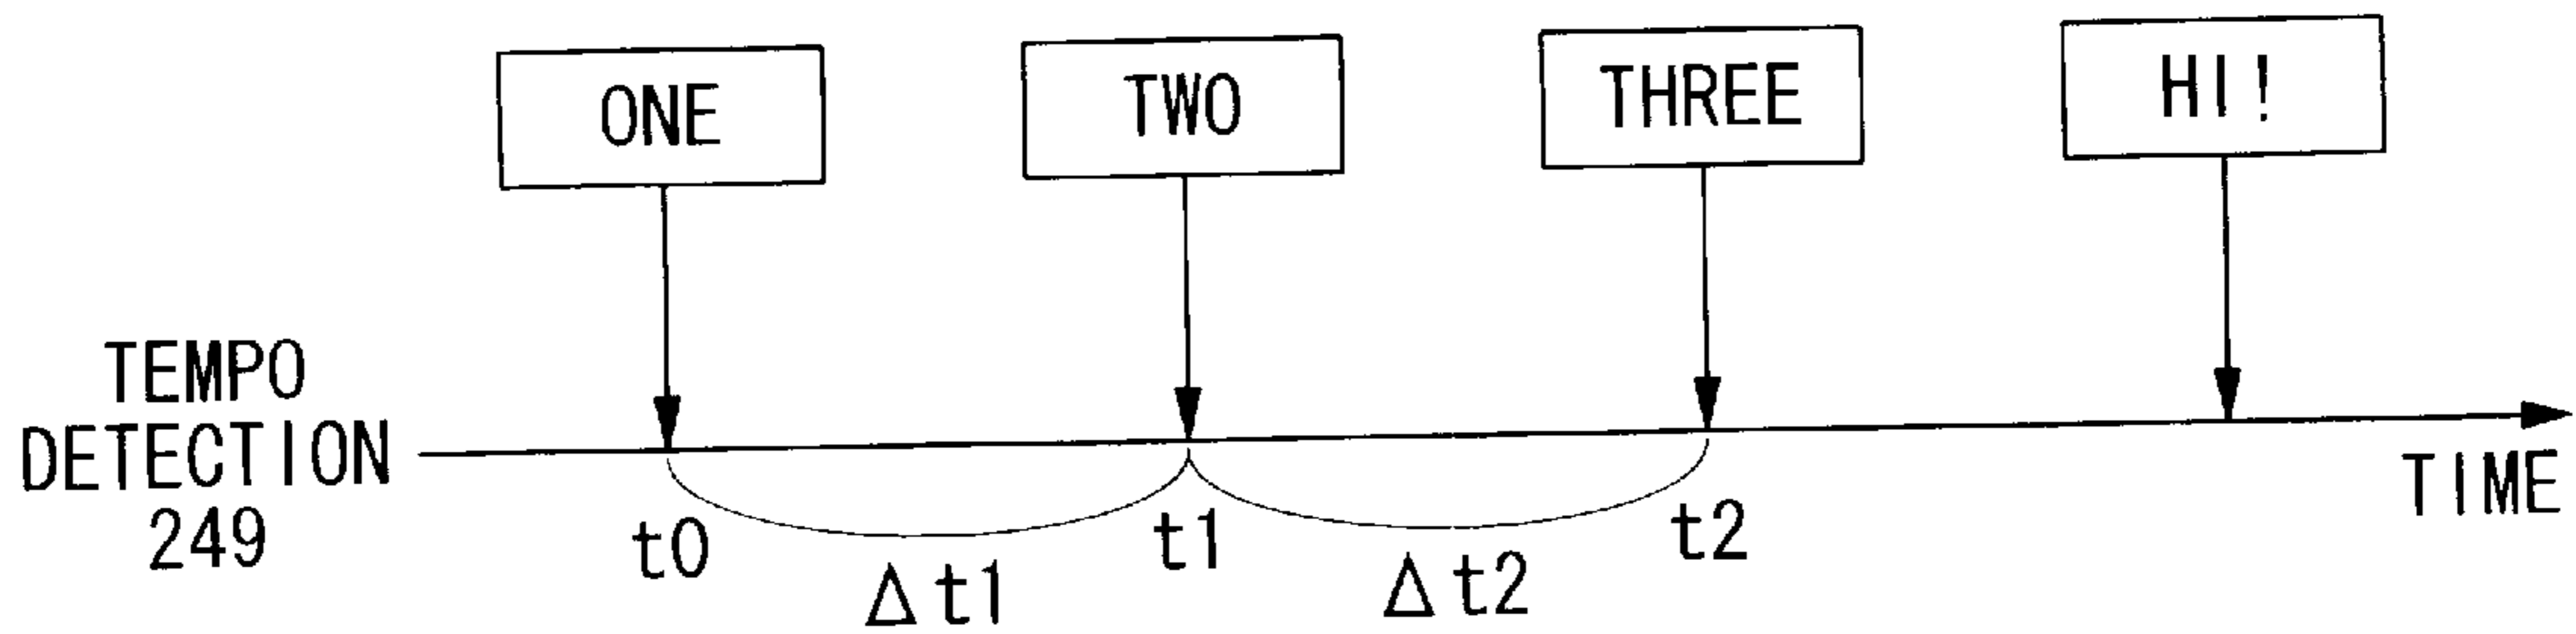 ONE
TWO
THREE
HI!
TEMPO
DETECTION
249
t0
t1
t2
TIME
Δt1
Δt2